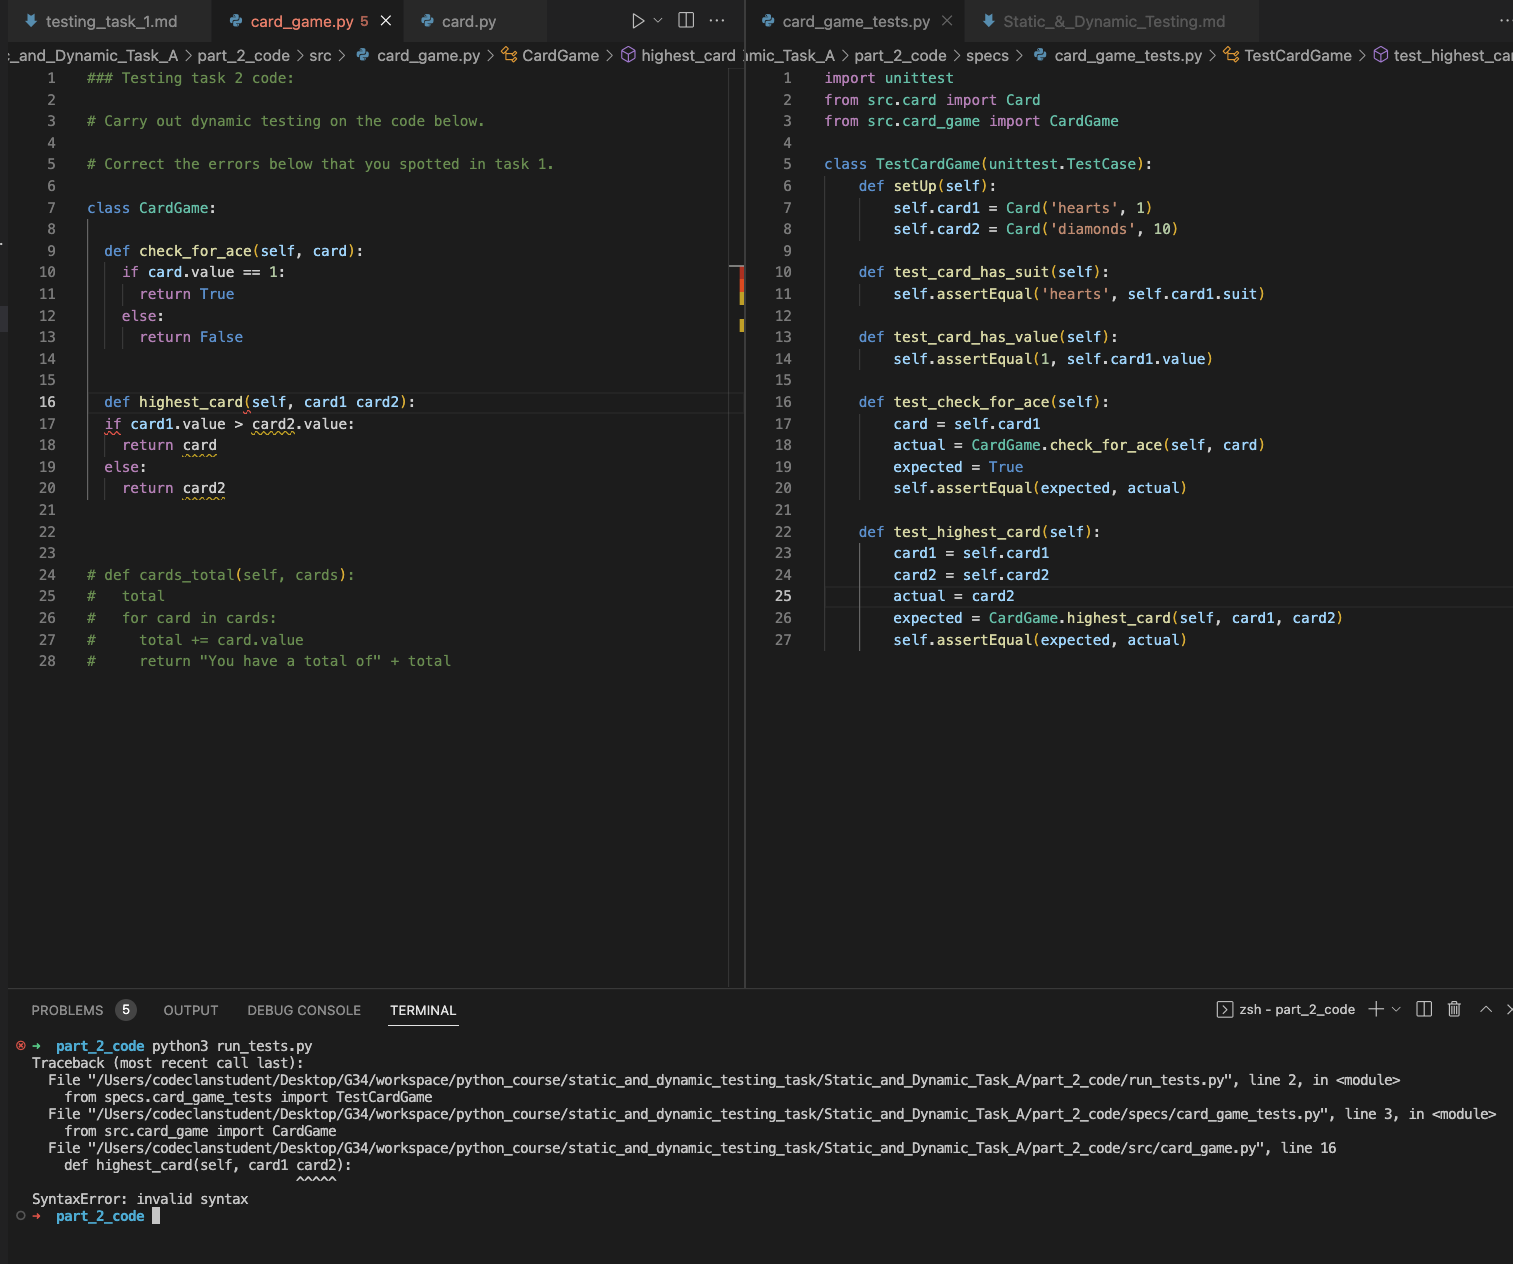 testing_task_1.md card_game.py 5 card.py
c_and_Dynamic_Task_A > part_2_code > src > card_game.py > CardGame > highest_card
1 ### Testing task 2 code:
2
3 # Carry out dynamic testing on the code below.
4
5 # Correct the errors below that you spotted in task 1.
6
7 class CardGame:
8
9 def check_for_ace(self, card):
10 if card.value == 1:
11 return True
12 else:
13 return False
14
15
16 def highest_card(self, card1 card2):
17 if card1.value > card2.value:
18 return card
19 else:
20 return card2
21
22
23
24 # def cards_total(self, cards):
25 # total
26 # for card in cards:
27 # total += card.value
28 # return "You have a total of" + total
card_game_tests.py Static_&_Dynamic_Testing.md
amic_Task_A > part_2_code > specs > card_game_tests.py > TestCardGame > test_highest_car
1 import unittest
2 from src.card import Card
3 from src.card_game import CardGame
4
5 class TestCardGame(unittest.TestCase):
6 def setUp(self):
7 self.card1 = Card('hearts', 1)
8 self.card2 = Card('diamonds', 10)
9
10 def test_card_has_suit(self):
11 self.assertEqual('hearts', self.card1.suit)
12
13 def test_card_has_value(self):
14 self.assertEqual(1, self.card1.value)
15
16 def test_check_for_ace(self):
17 card = self.card1
18 actual = CardGame.check_for_ace(self, card)
19 expected = True
20 self.assertEqual(expected, actual)
21
22 def test_highest_card(self):
23 card1 = self.card1
24 card2 = self.card2
25 actual = card2
26 expected = CardGame.highest_card(self, card1, card2)
27 self.assertEqual(expected, actual)
PROBLEMS 5 OUTPUT DEBUG CONSOLE TERMINAL zsh - part_2_code
→ part_2_code python3 run_tests.py
Traceback (most recent call last):
File "/Users/codeclanstudent/Desktop/G34/workspace/python_course/static_and_dynamic_testing_task/Static_and_Dynamic_Task_A/part_2_code/run_tests.py", line 2, in <module>
from specs.card_game_tests import TestCardGame
File "/Users/codeclanstudent/Desktop/G34/workspace/python_course/static_and_dynamic_testing_task/Static_and_Dynamic_Task_A/part_2_code/specs/card_game_tests.py", line 3, in <module>
from src.card_game import CardGame
File "/Users/codeclanstudent/Desktop/G34/workspace/python_course/static_and_dynamic_testing_task/Static_and_Dynamic_Task_A/part_2_code/src/card_game.py", line 16
def highest_card(self, card1 card2):
^^^^^
SyntaxError: invalid syntax
→ part_2_code